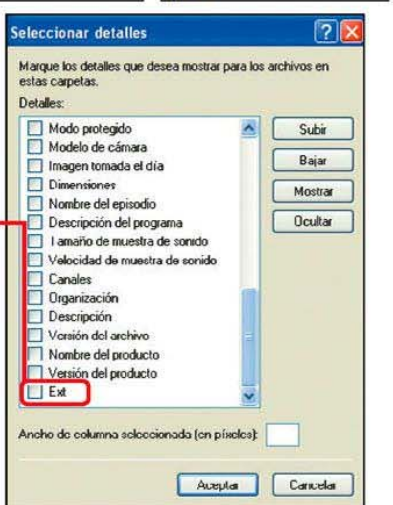 Seleccionar detalles
Marque los detalles que desea mostrar para los archivos en
estas carpetas.
Detalles:
Modo protegido
Modelo de cámara
Imagen tomada el día
Dimensiones
Nombre del episodio
Descripción del programa
Tamaño de muestra de sonido
Velocidad de muestra de sonido
Canales
Organización
Descripción
Versión del archivo
Nombre del producto
Versión del producto
Ext
Subir
Bajar
Mostrar
Ocultar
Ancho de columna seleccionada (en píxeles):
Aceptar
Cancelar